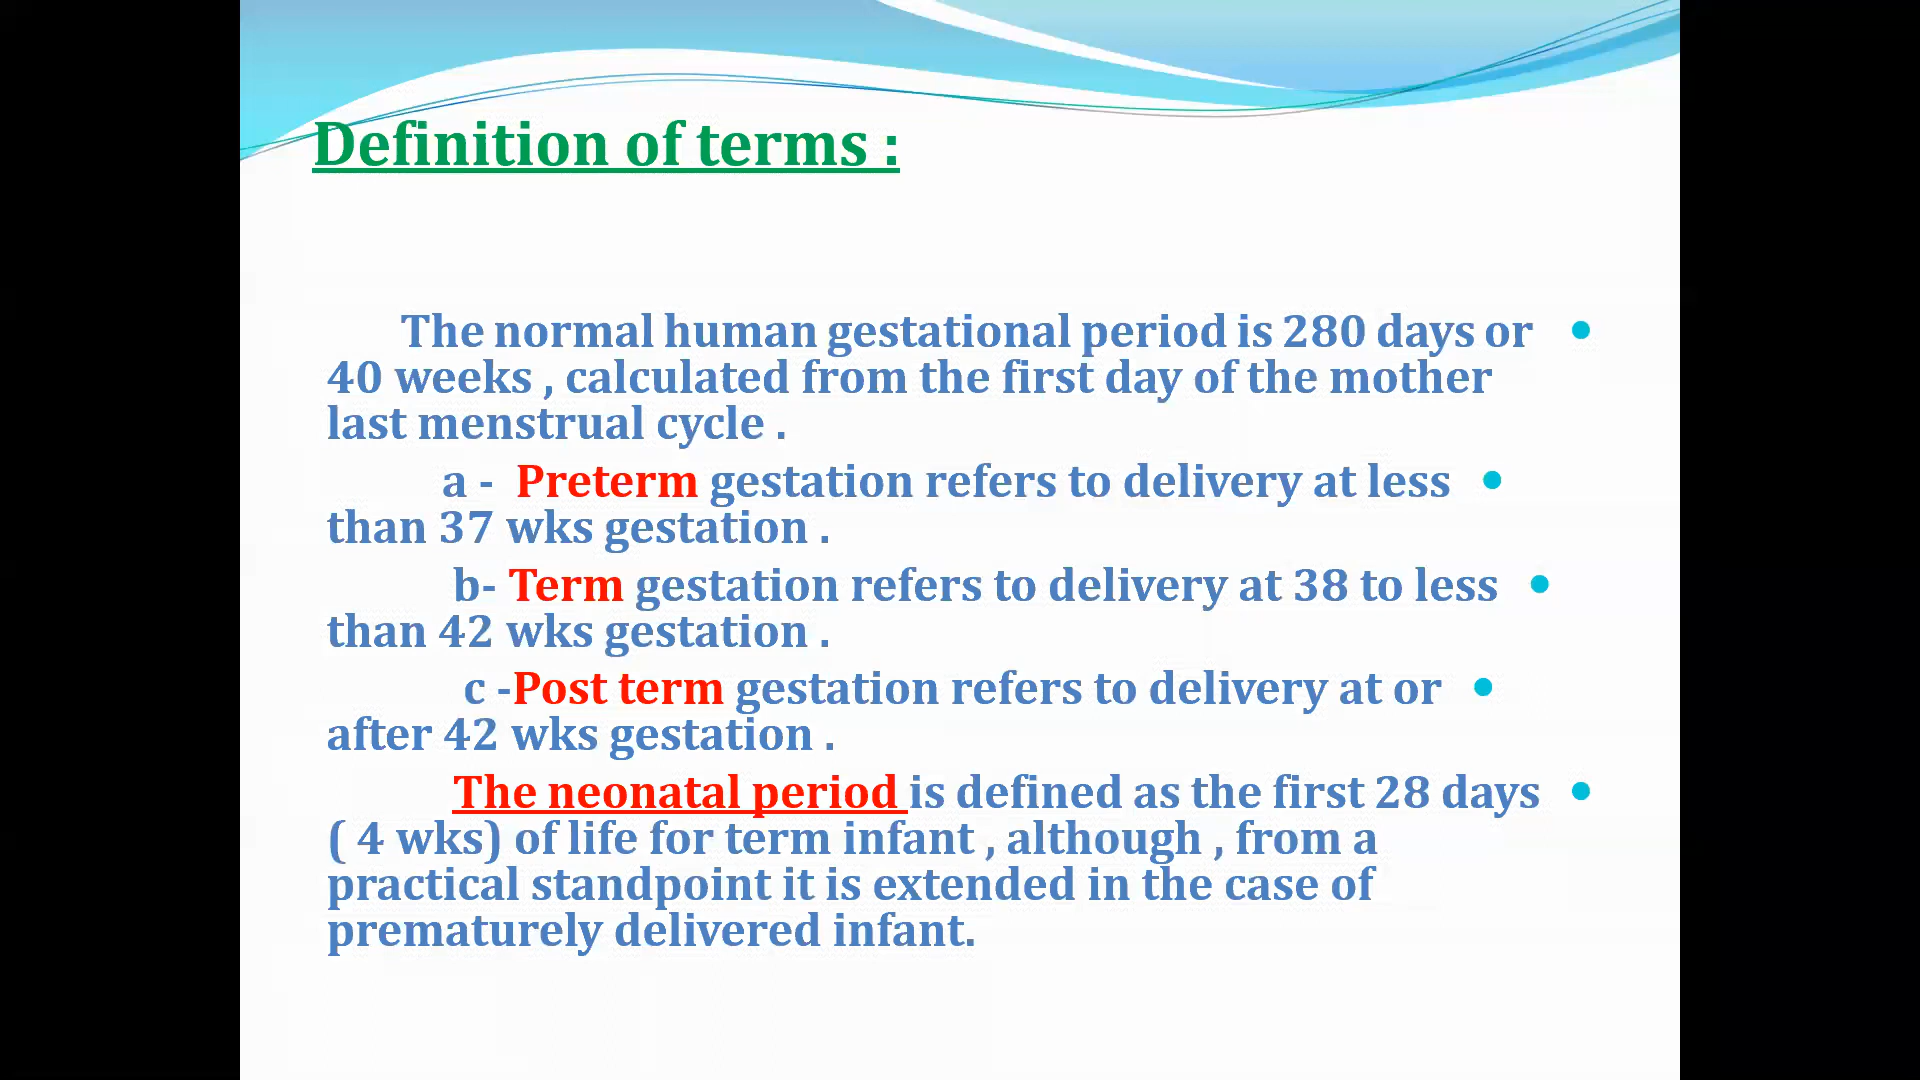 Definition of terms :
The normal human gestational period is 280 days or
40 weeks , calculated from the first day of the mother
last menstrual cycle .
a - Preterm gestation refers to delivery at less
than 37 wks gestation .
b- Term gestation refers to delivery at 38 to less
than 42 wks gestation .
c -Post term gestation refers to delivery at or
after 42 wks gestation .
The neonatal period is defined as the first 28 days
( 4 wks) of life for term infant , although , from a
practical standpoint it is extended in the case of
prematurely delivered infant.